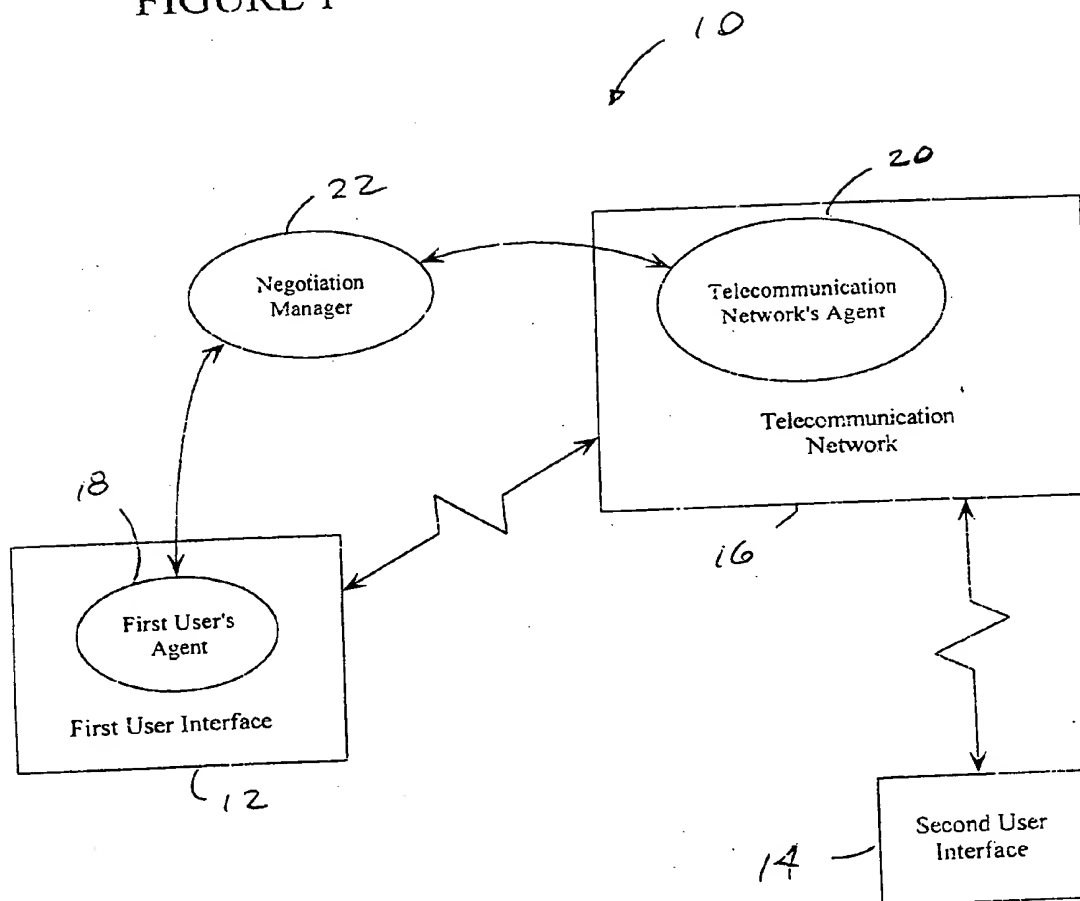 FIGURE 1
10
20
22
Negotiation
Manager
Telecommunication
Network's Agent
Telecommunication
Network
18
16
First User's
Agent
First User Interface
12
Second User
Interface
14